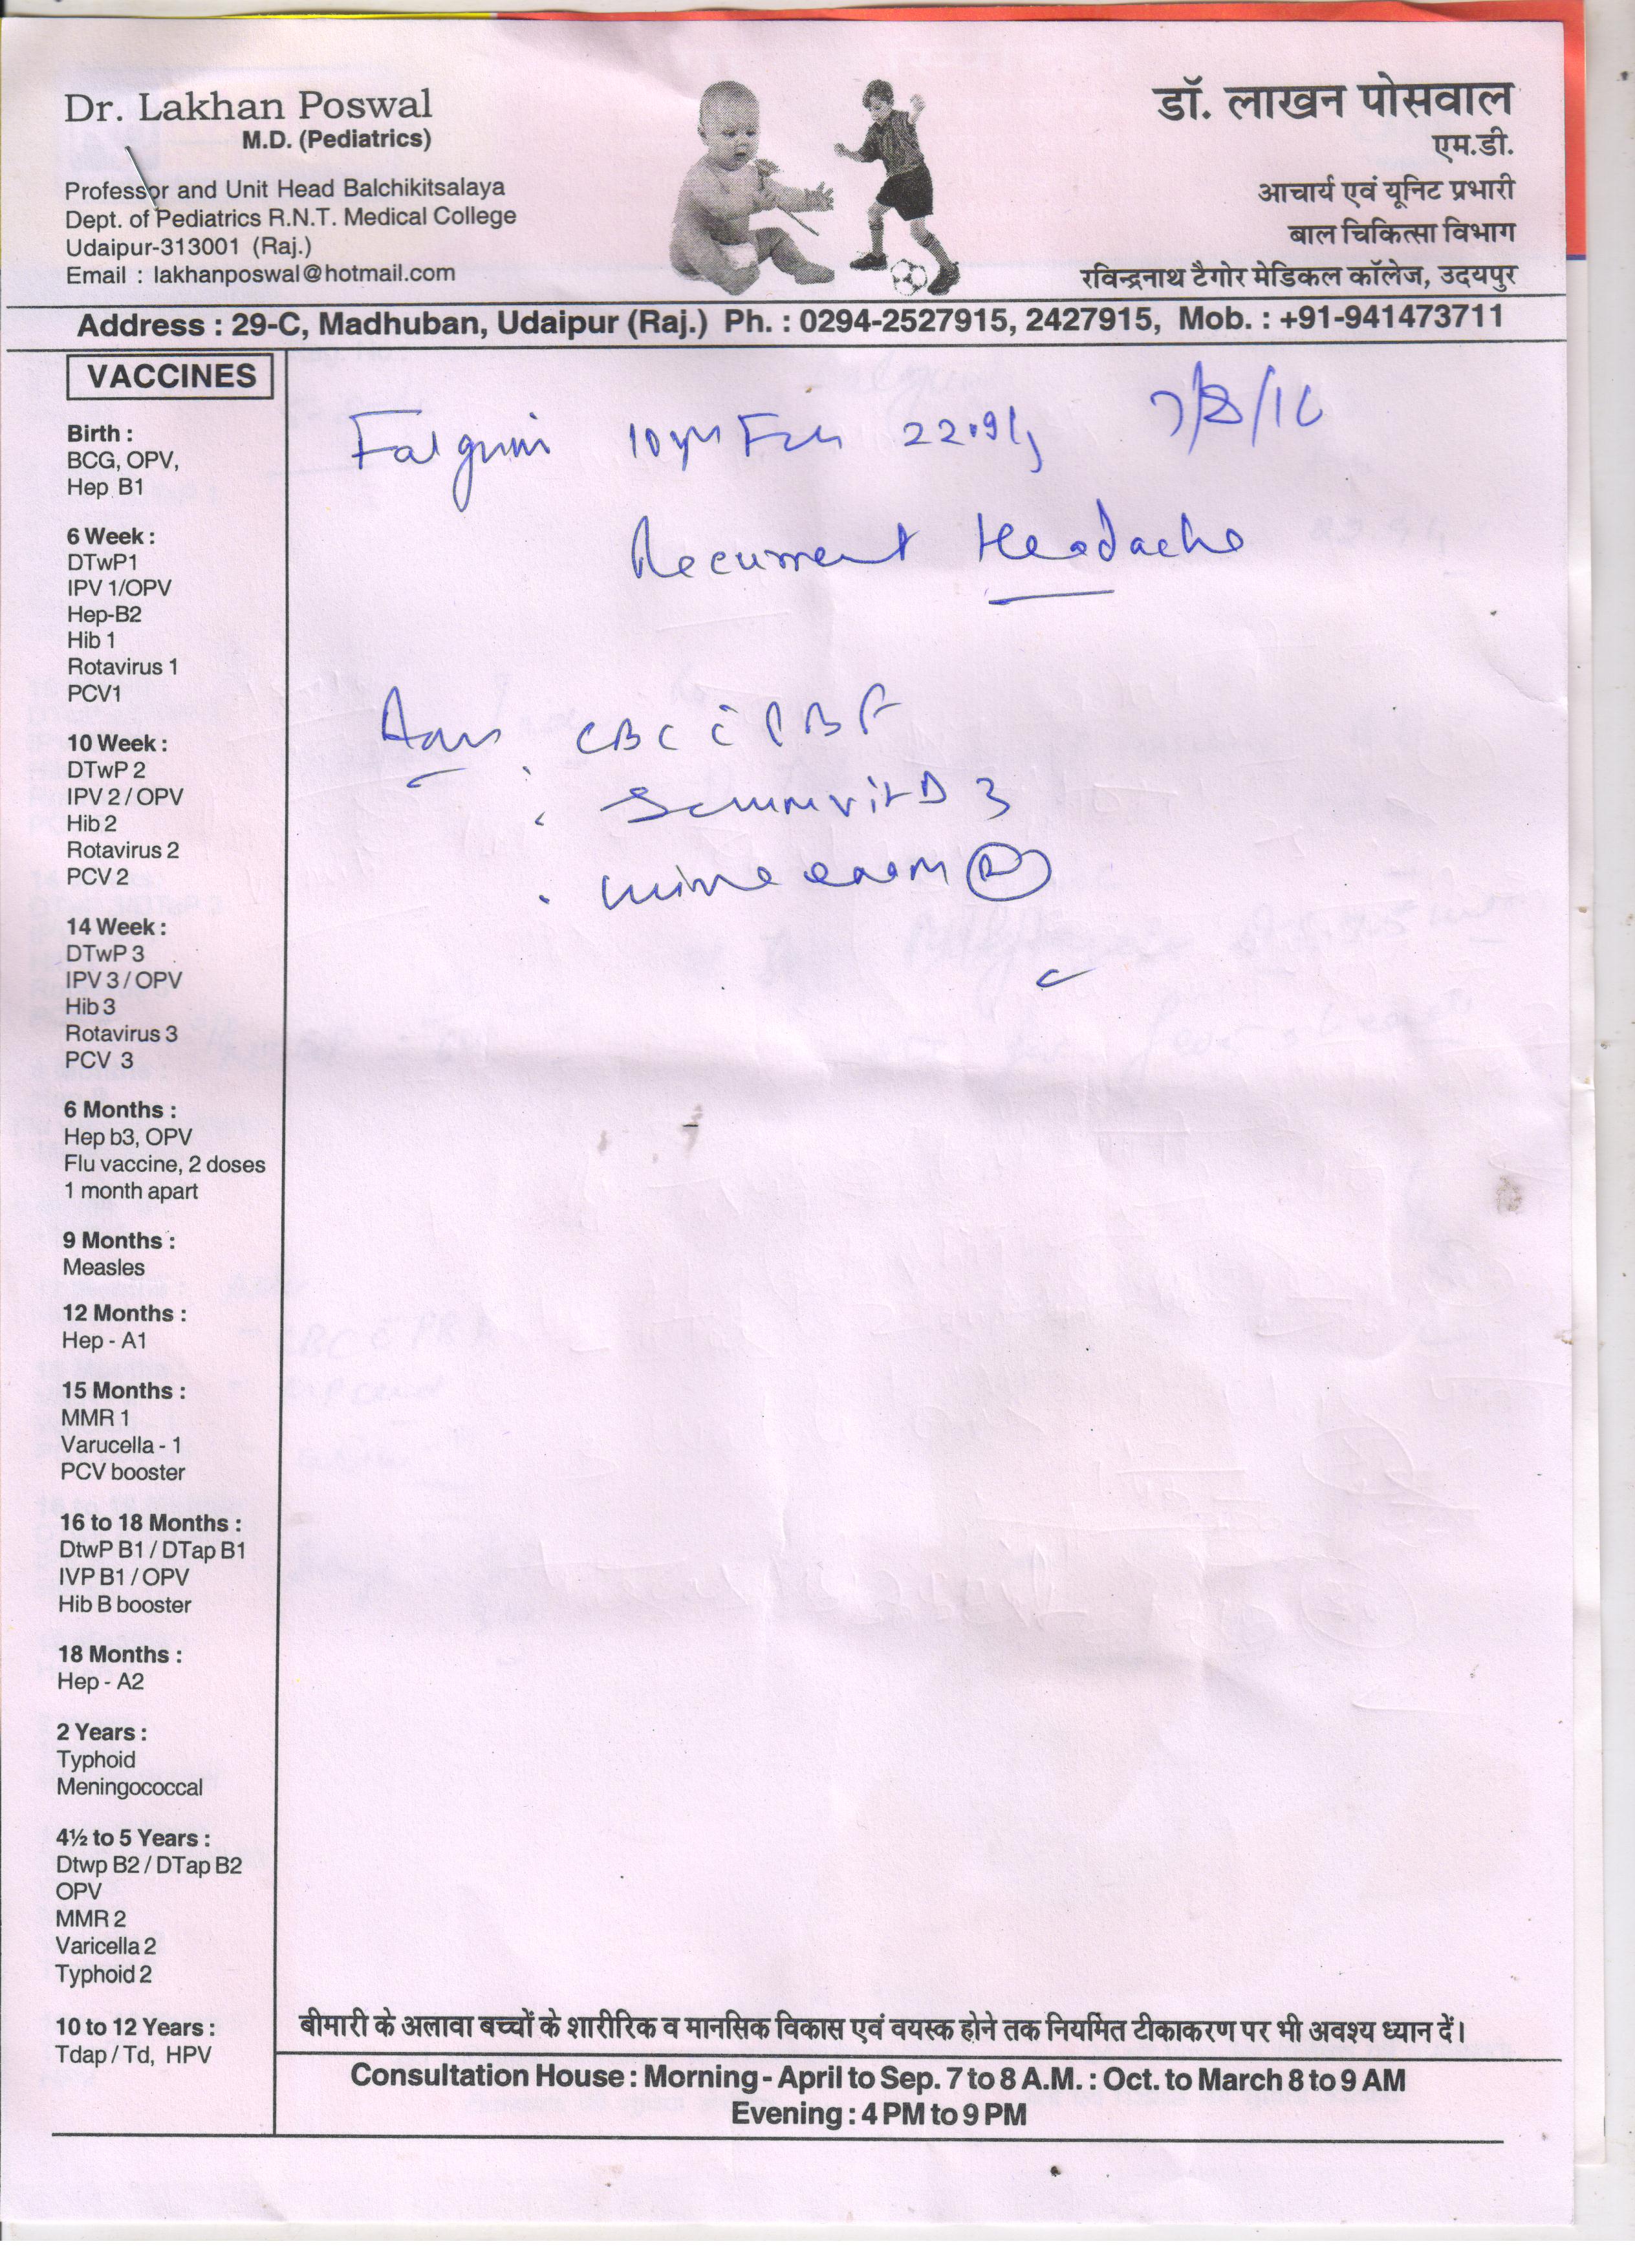 Dr. Lakhan Poswal
M.D. (Pediatrics)
Professor and Unit Head Balchikitsalaya
Dept. of Pediatrics R.N.T. Medical College
Udaipur-313001 (Raj.)
Email : lakhanposwal@hotmail.com
डॉ. लाखन पोसवाल
एम.डी.
आचार्य एवं यूनिट प्रभारी
बाल चिकित्सा विभाग
रविन्द्रनाथ टैगोर मेडिकल कॉलेज, उदयपुर
Address : 29-C, Madhuban, Udaipur (Raj.) Ph. : 0294-2527915, 2427915, Mob. : +91-941473711
VACCINES
Birth :
BCG, OPV,
Hep B1
6 Week :
DTwP1
IPV 1/OPV
Hep-B2
Hib 1
Rotavirus 1
PCV1
10 Week :
DTwP 2
IPV 2 / OPV
Hib 2
Rotavirus 2
PCV 2
14 Week :
DTwP 3
IPV 3 / OPV
Hib 3
Rotavirus 3
PCV 3
6 Months :
Hep b3, OPV
Flu vaccine, 2 doses
1 month apart
9 Months :
Measles
12 Months :
Hep - A1
15 Months :
MMR 1
Varucella - 1
PCV booster
16 to 18 Months :
DtwP B1 / DTap B1
IVP B1 / OPV
Hib B booster
18 Months :
Hep - A2
2 Years :
Typhoid
Meningococcal
4½ to 5 Years :
Dtwp B2 / DTap B2
OPV
MMR 2
Varicella 2
Typhoid 2
10 to 12 Years :
Tdap / Td, HPV
Falguni 10yrs 22.9
Recurrent Headache
CBC c̄ PBF
Serum vit D 3
urine exam (R)
बीमारी के अलावा बच्चों के शारीरिक व मानसिक विकास एवं वयस्क होने तक नियमित टीकाकरण पर भी अवश्य ध्यान दें।
Consultation House : Morning - April to Sep. 7 to 8 A.M. : Oct. to March 8 to 9 AM
Evening : 4 PM to 9 PM